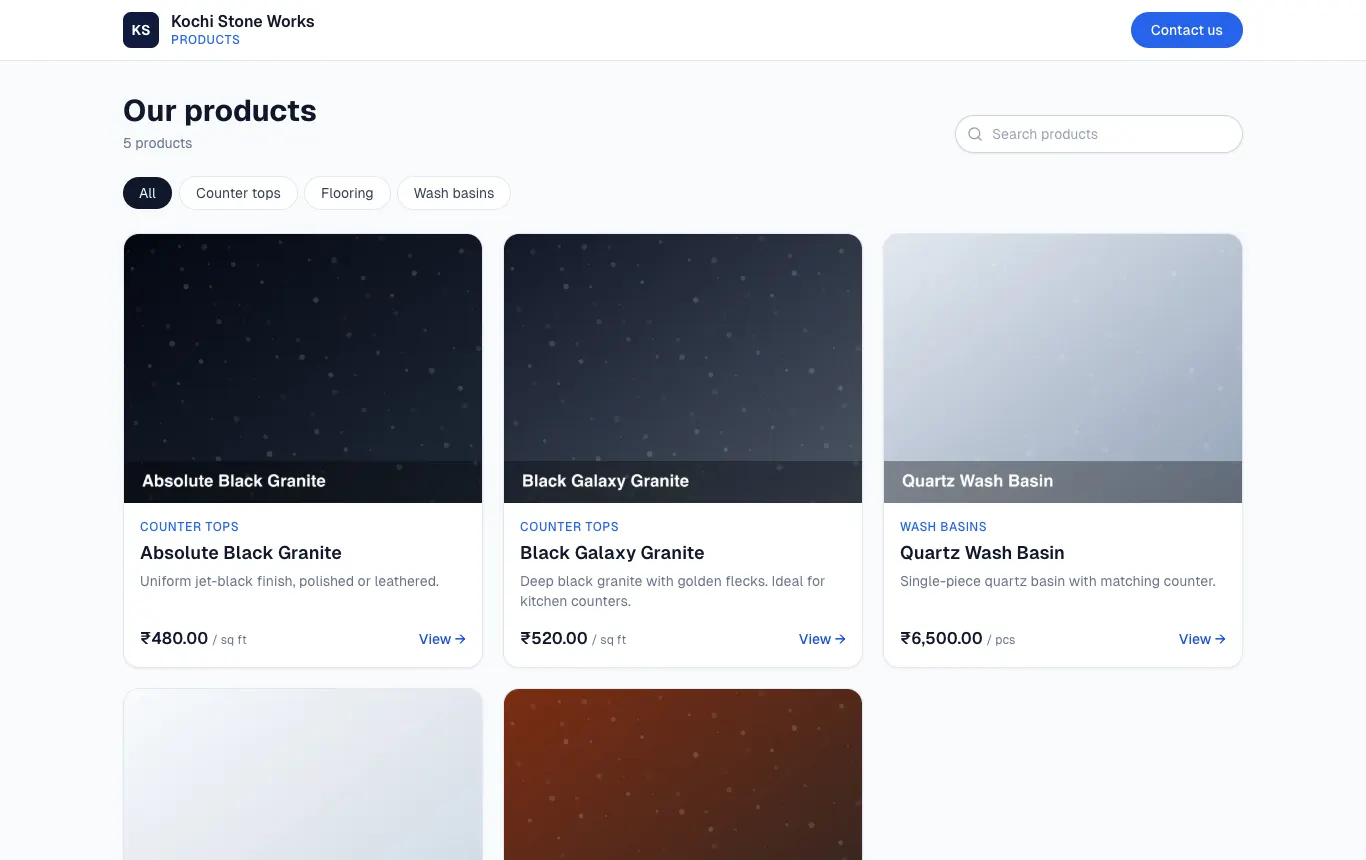 KS
Kochi Stone Works
PRODUCTS
Contact us
Our products
5 products
Search products
All
Counter tops
Flooring
Wash basins
Absolute Black Granite
COUNTER TOPS
Absolute Black Granite
Uniform jet-black finish, polished or leathered.
₹480.00 / sq ft
View →
Black Galaxy Granite
COUNTER TOPS
Black Galaxy Granite
Deep black granite with golden flecks. Ideal for
kitchen counters.
₹520.00 / sq ft
View →
Quartz Wash Basin
WASH BASINS
Quartz Wash Basin
Single-piece quartz basin with matching counter.
₹6,500.00 / pcs
View →